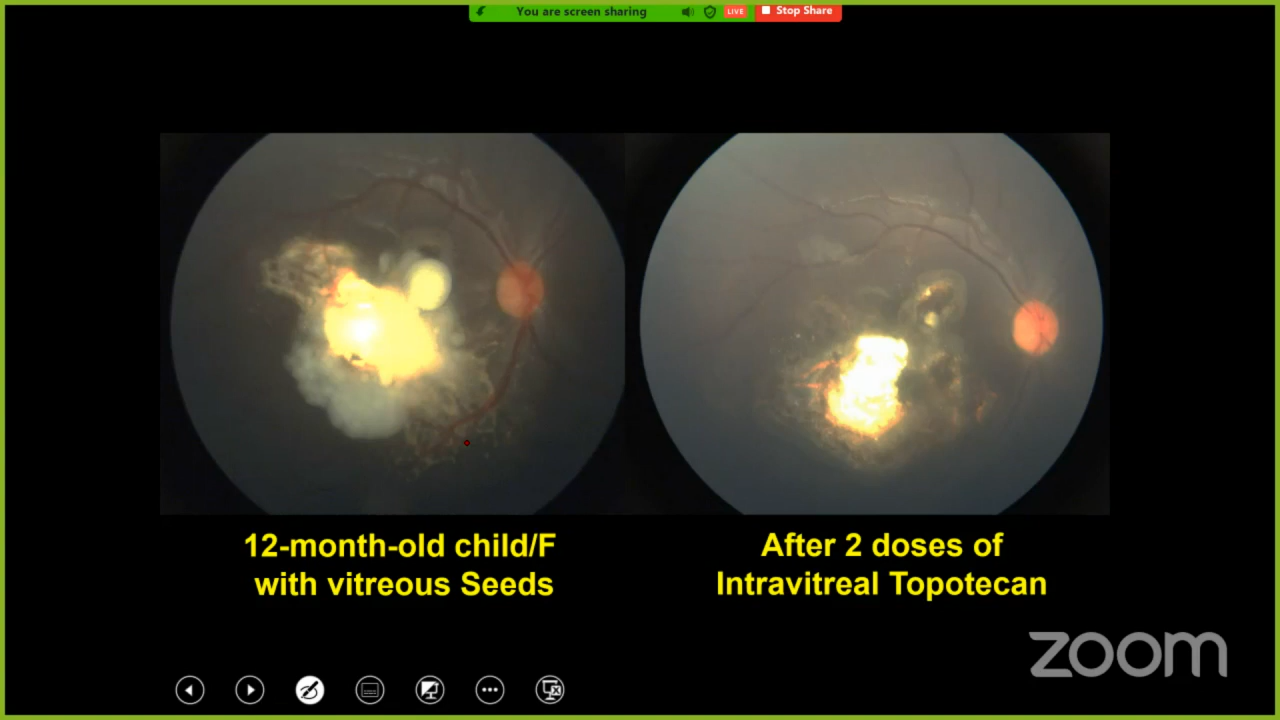 You are screen sharing
LIVE
Stop Share
12-month-old child/F
with vitreous Seeds
After 2 doses of
Intravitreal Topotecan
zoom